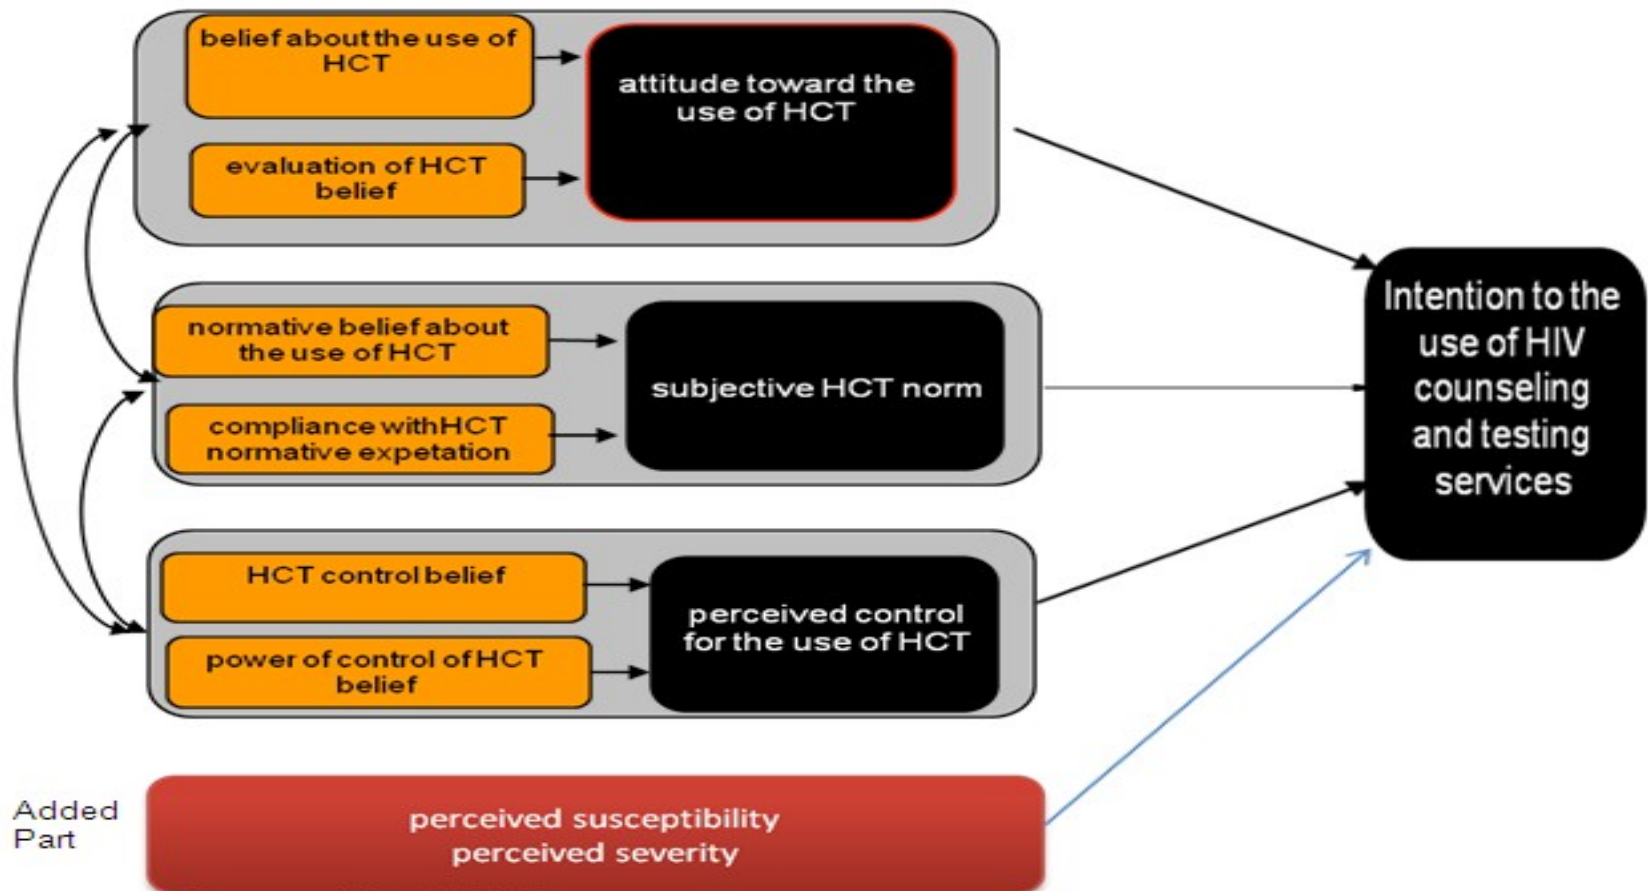 belief about the use of
HCT
attitude toward the
use of HCT
evaluation of HCT
belief
normative belief about
the use of HCT
subjective HCT norm
compliance withHCT
normative expetation
HCT control belief
perceived control
for the use of HCT
power of control of HCT
belief
Intention to the
use of HIV
counseling
and testing
services
Added
Part
perceived susceptibility
perceived severity